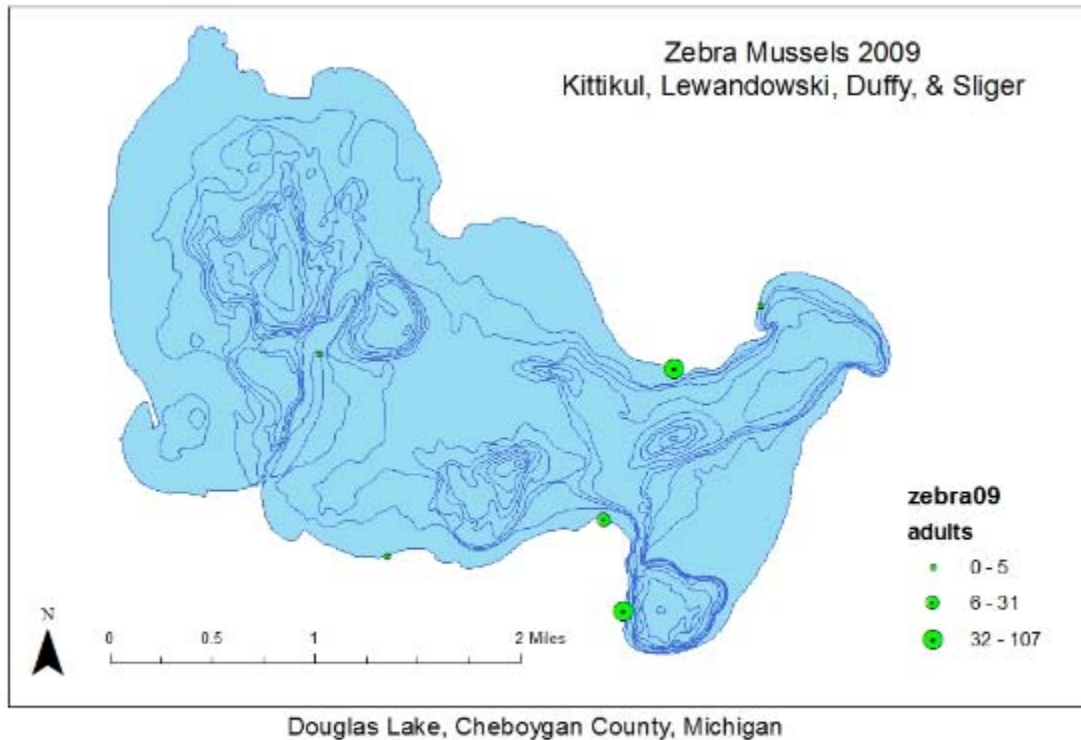 Zebra Mussels 2009
Kittikul, Lewandowski, Duffy, & Sliger
zebra09
adults
0 - 5
6 - 31
32 - 107
N
0 0.5 1 2 Miles
Douglas Lake, Cheboygan County, Michigan